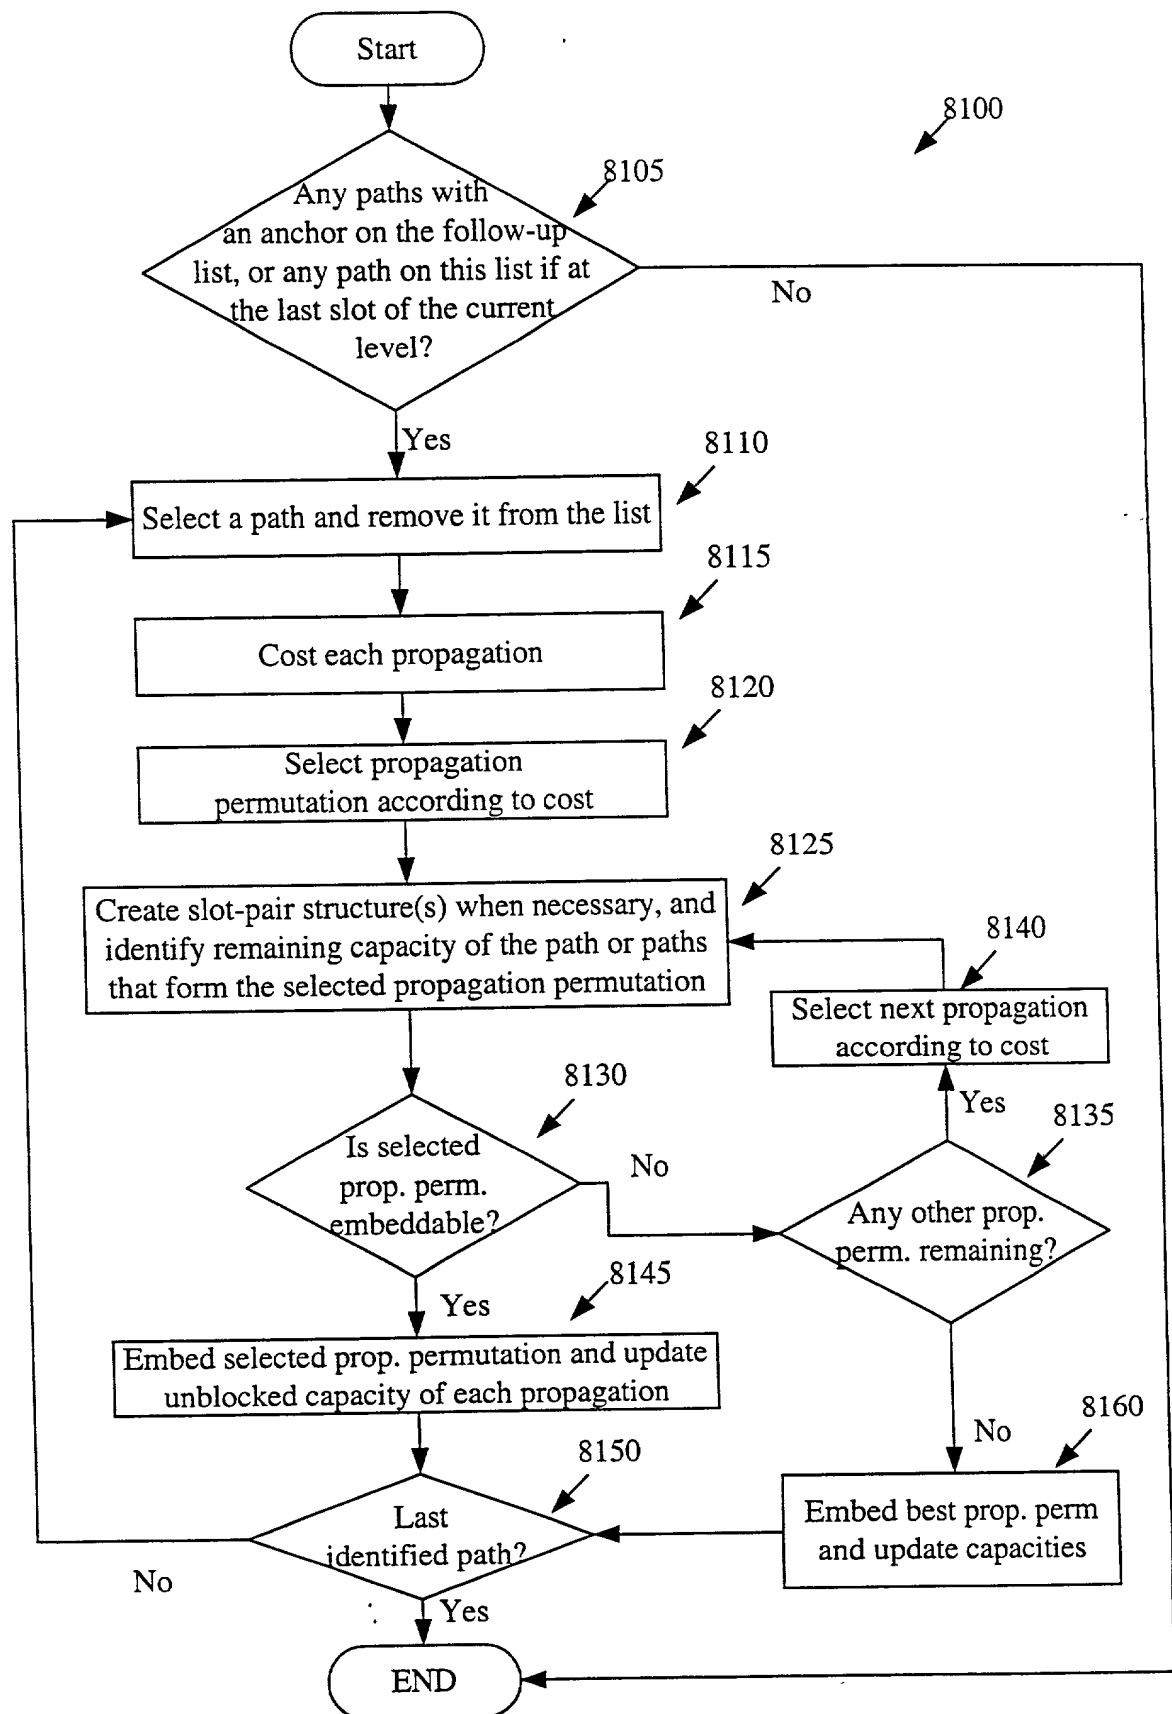 Start
8100
8105
Any paths with
an anchor on the follow-up
list, or any path on this list if at
the last slot of the current
level?
No
Yes
8110
Select a path and remove it from the list
8115
Cost each propagation
8120
Select propagation
permutation according to cost
8125
Create slot-pair structure(s) when necessary, and
identify remaining capacity of the path or paths
that form the selected propagation permutation
8140
Select next propagation
according to cost
8130
Yes
8135
Is selected
prop. perm.
embeddable?
No
Any other prop.
perm. remaining?
8145
Yes
Embed selected prop. permutation and update
unblocked capacity of each propagation
8160
No
8150
Embed best prop. perm
and update capacities
Last
identified path?
No
Yes
END